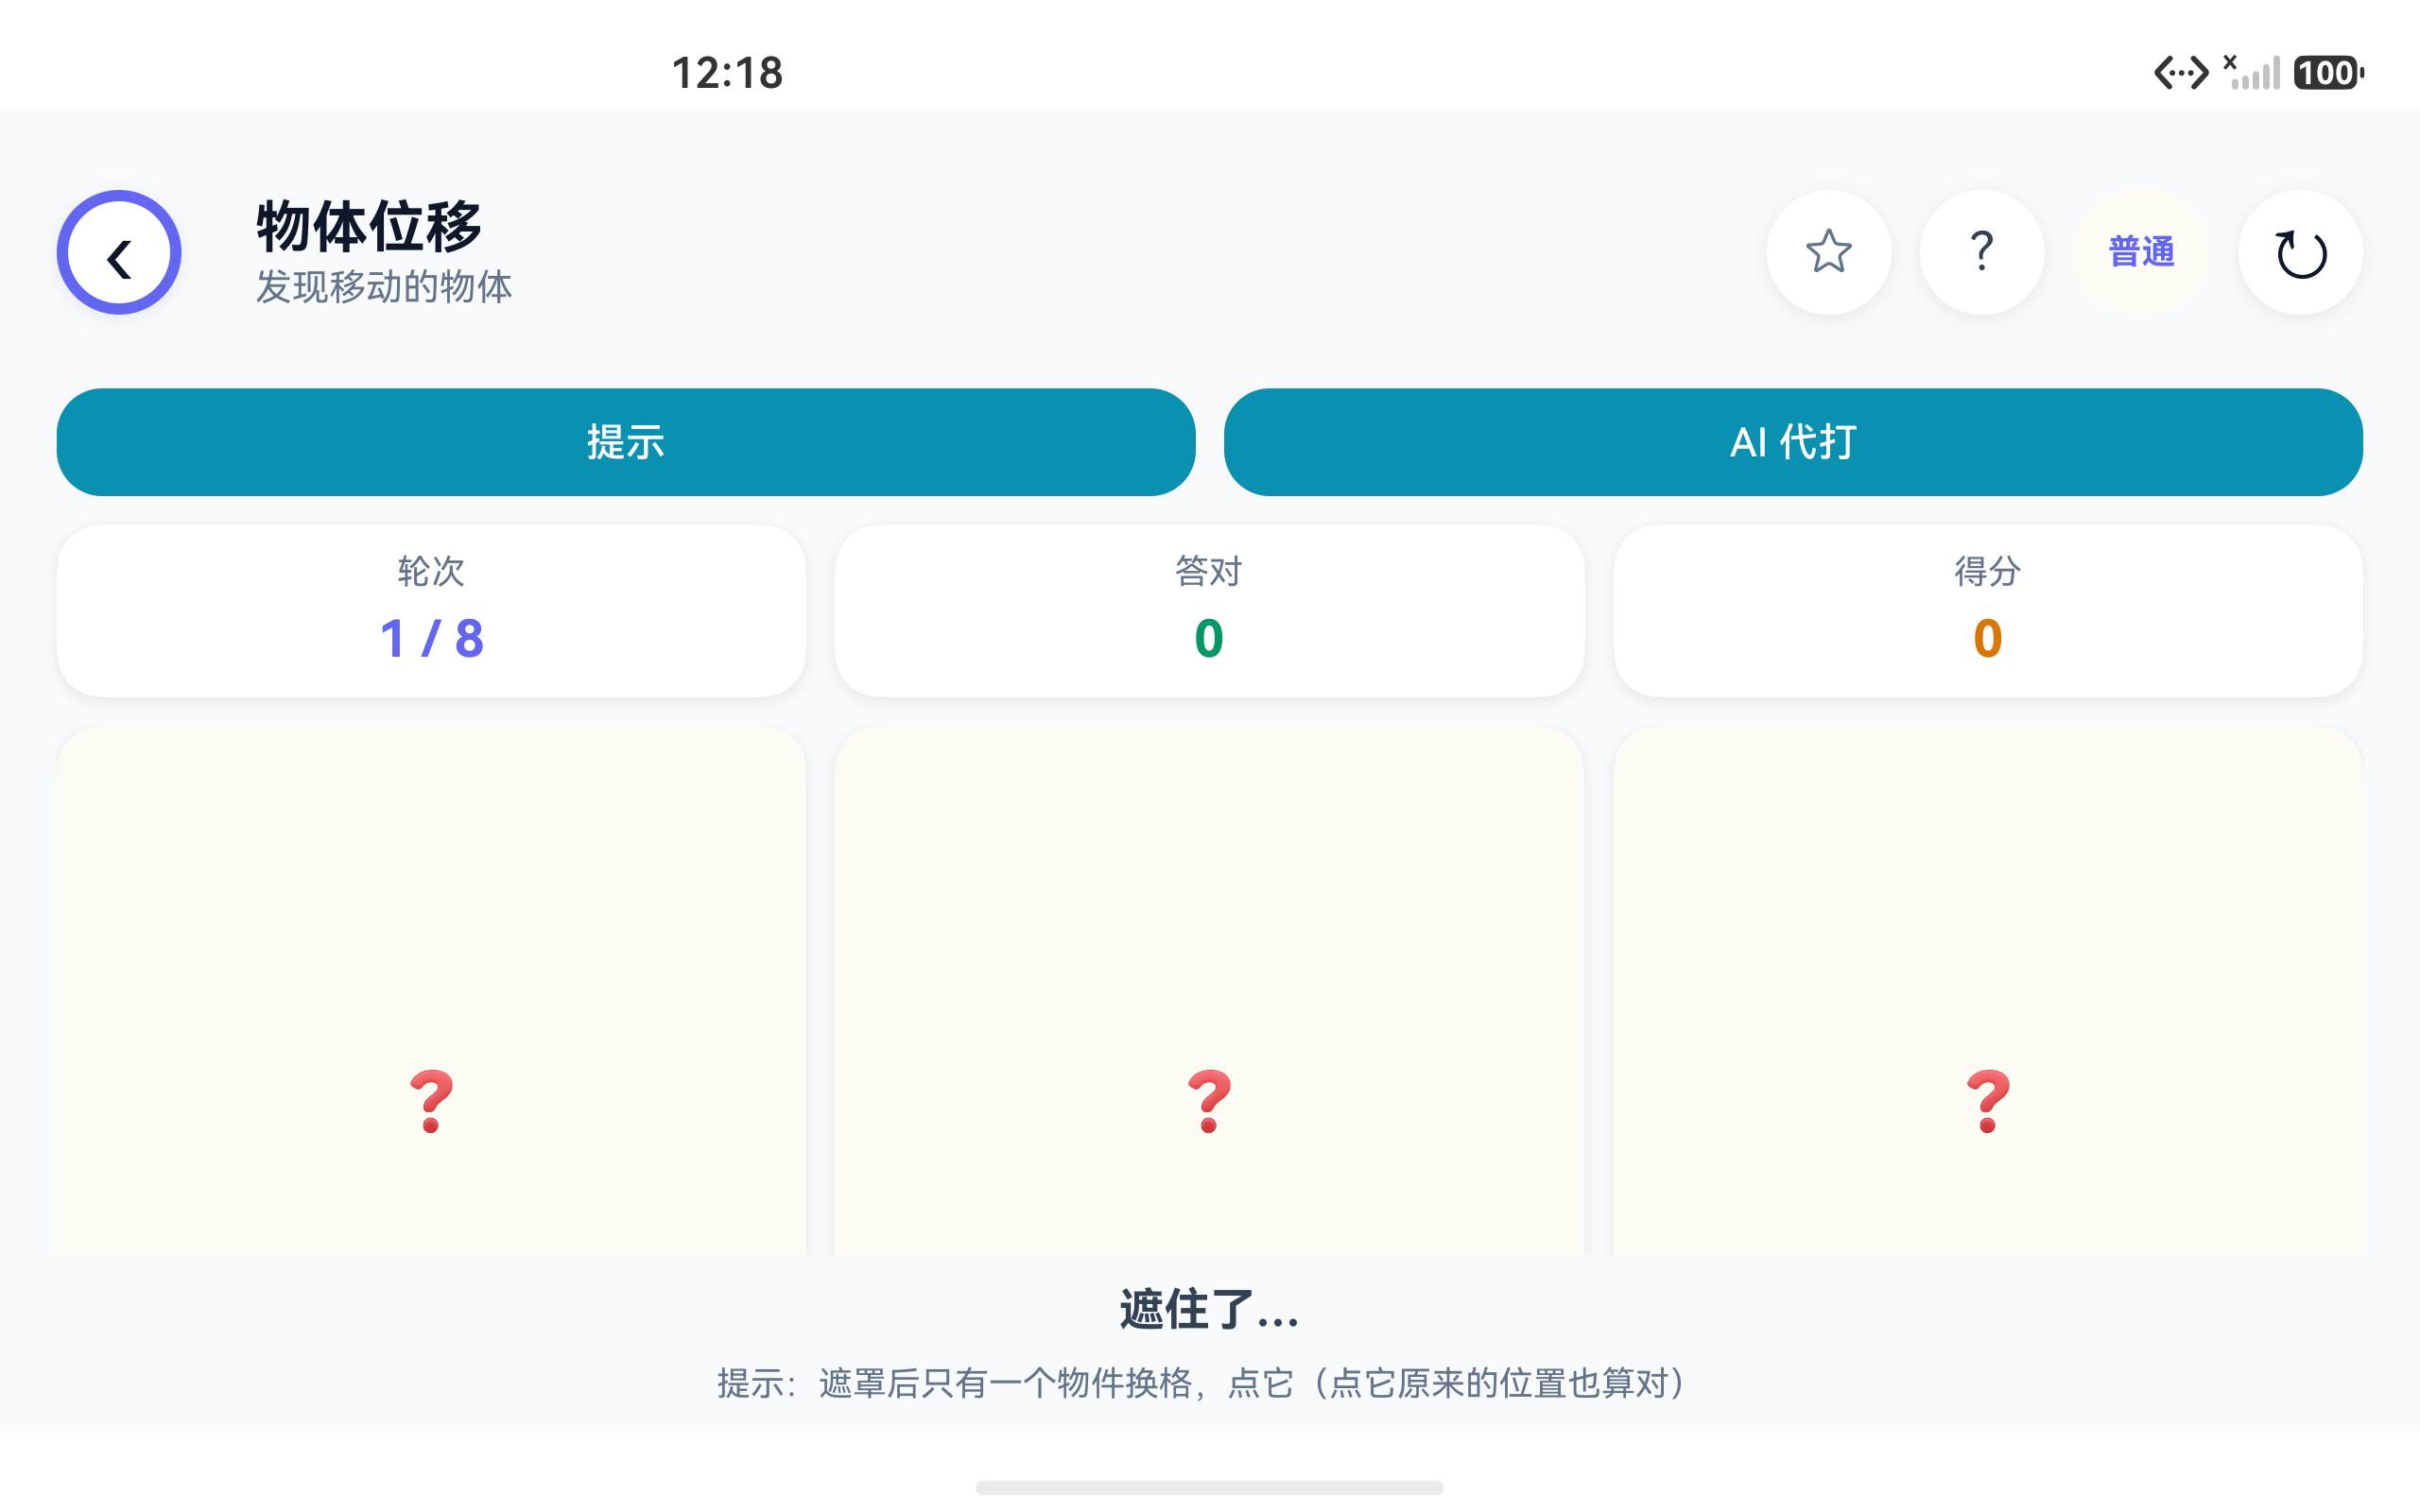 12:18
100
物体位移
发现移动的物体
?
普通
提示
AI 代打
轮次
答对
得分
1 / 8
0
0
? ? ?
遮住了...
提示：遮罩后只有一个物件换格，点它（点它原来的位置也算对）